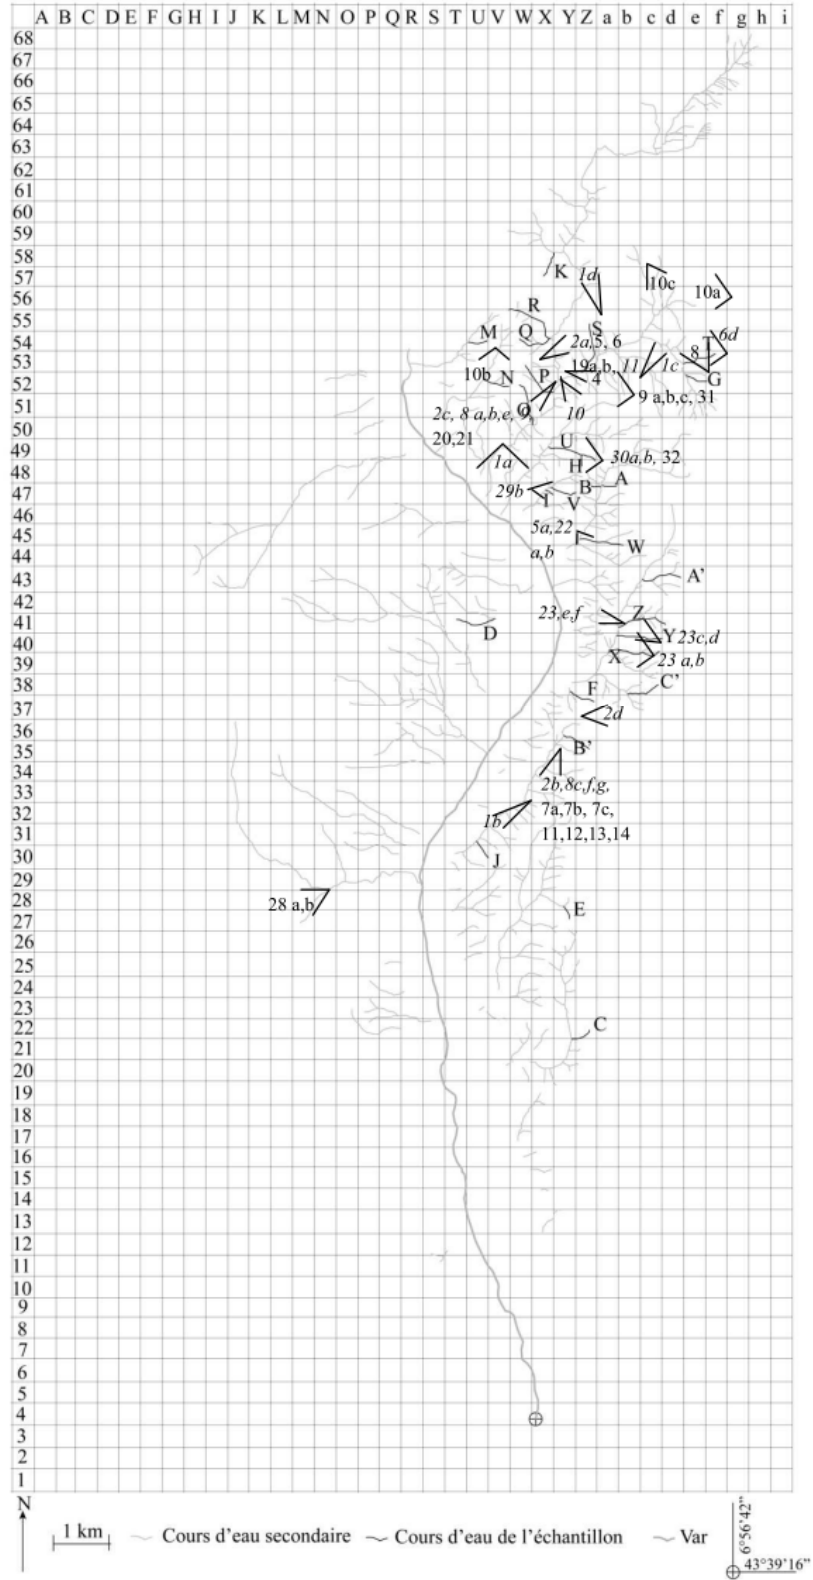 A B C D E F G H I J K L M N O P Q R S T U V W X Y Z a b c d e f g h i
68
67
66
65
64
63
62
61
60
59
58
57 K 1d 10c
56 10a
R
55 S
54 M Q 2a,5, 6 6d
53 19a,b, 11 1c 8 I
10b N P 4 G
52 9 a,b,c, 31
51 O
2c, 8 a,b,e, 9, 10
50 20,21
49 U
1a H 30a,b, 32
48 A
47 29b I B
V
46
45 5a,22
a,b W
44
43 A’
42
41 23,e,f Z
D Y 23c,d
40
39 X 23 a,b
38 C’
37 F
2d
36
35 B’
34
33 2b,8c,f,g,
32 7a,7b, 7c,
1b
31 11,12,13,14
30 J
29
28 28 a,b
27 E
26
25
24
23
22 C
21
20
19
18
17
16
15
14
13
12
11
10
9
8
7
6
5
4
3
2
1
N
1 km Cours d’eau secondaire Cours d’eau de l’échantillon Var
6°56’42”
43°39’16”